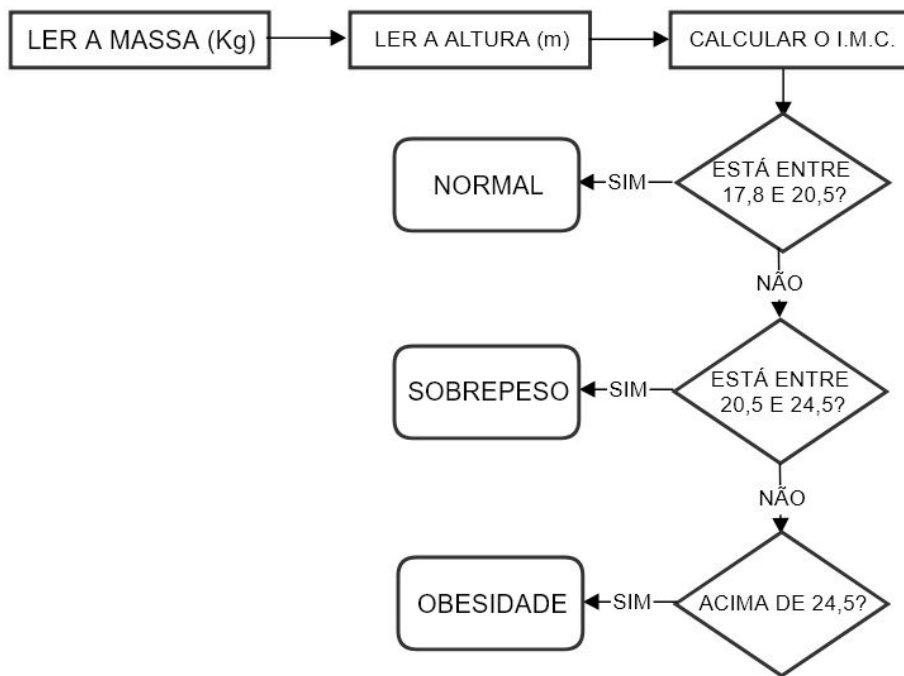 LER A MASSA (Kg)
LER A ALTURA (m)
CALCULAR O I.M.C.
ESTÁ ENTRE
17,8 E 20,5?
SIM
NORMAL
NÃO
ESTÁ ENTRE
20,5 E 24,5?
SIM
SOBREPESO
NÃO
ACIMA DE 24,5?
SIM
OBESIDADE